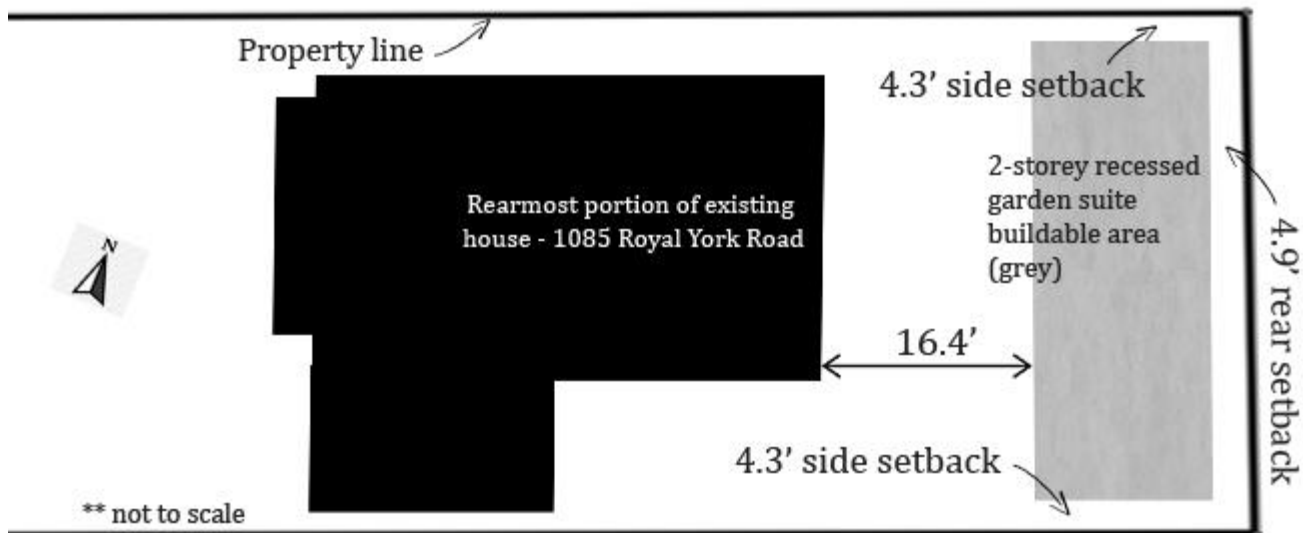 Property line
4.3’ side setback
2-storey recessed
garden suite
buildable area
(grey)
Rearmost portion of existing
house - 1085 Royal York Road
N
4.9’ rear setback
16.4’
4.3’ side setback
** not to scale